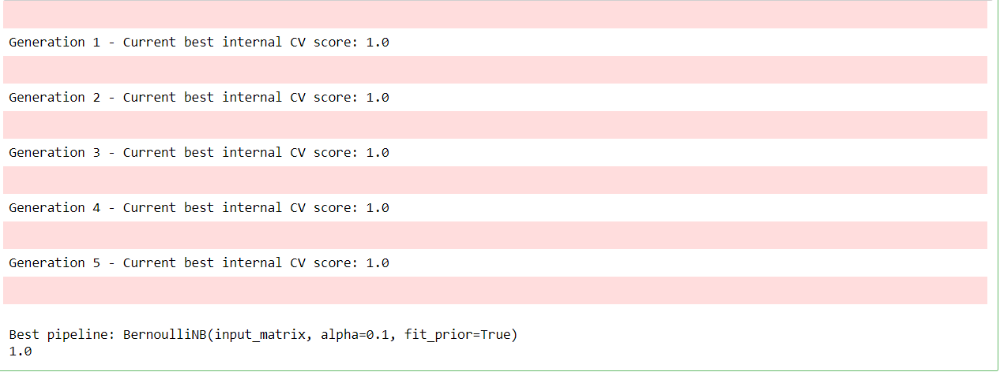 Generation 1 - Current best internal CV score: 1.0
Generation 2 - Current best internal CV score: 1.0
Generation 3 - Current best internal CV score: 1.0
Generation 4 - Current best internal CV score: 1.0
Generation 5 - Current best internal CV score: 1.0
Best pipeline: BernoulliNB(input_matrix, alpha=0.1, fit_prior=True)
1.0